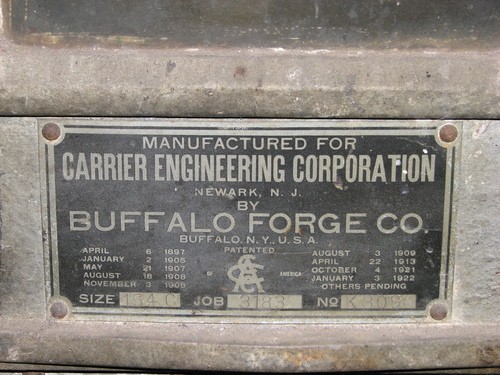 MANUFACTURED FOR
CARRIER ENGINEERING CORPORATION
NEWARK, N. J.
BY
BUFFALO FORGE CO.
BUFFALO, N.Y., U.S.A.
PATENTED
APRIL 6 1897
JANUARY 2 1905
MAY 21 1907
AUGUST 18 1908
NOVEMBER 3 1908
OF AMERICA
AUGUST 3 1909
APRIL 22 1913
OCTOBER 4 1921
JANUARY 3 1922
OTHERS PENDING
SIZE JOB 3183 No